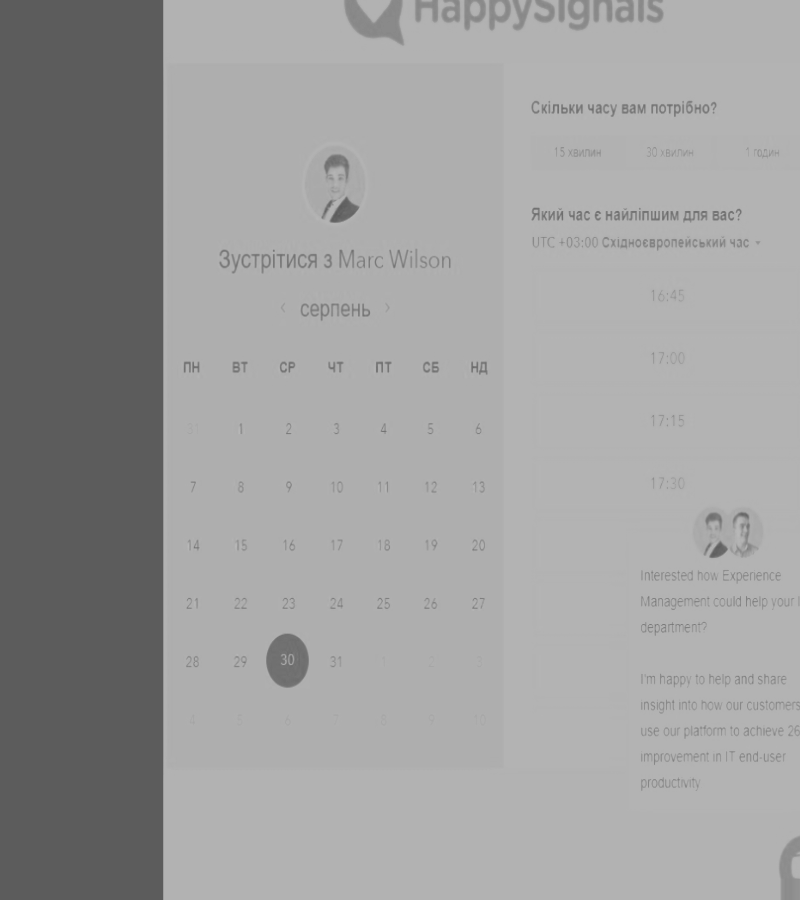 HappySignals
Зустрітися з Marc Wilson
серпень
ПН ВТ СР ЧТ ПТ СБ НД
31 1 2 3 4 5 6
7 8 9 10 11 12 13
14 15 16 17 18 19 20
21 22 23 24 25 26 27
28 29 30 31 1 2 3
4 5 6 7 8 9 10
Скільки часу вам потрібно?
15 хвилин 30 хвилин 1 годин
Який час є найліпшим для вас?
UTC +03:00 Східноєвропейський час
16:45
17:00
17:15
17:30
Interested how Experience
Management could help your
department?
I'm happy to help and share
insight into how our customers
use our platform to achieve 26
improvement in IT end-user
productivity